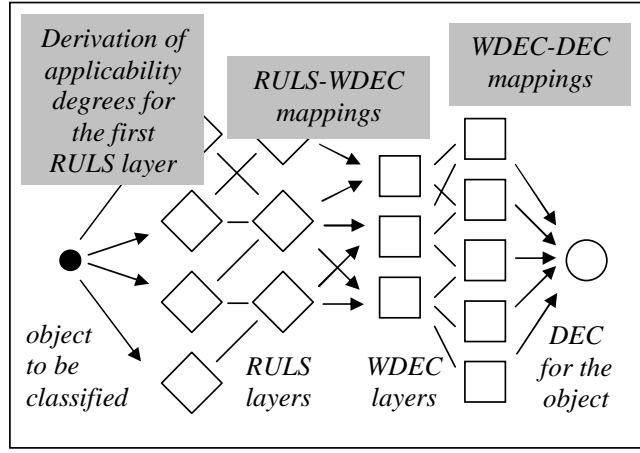 Derivation of
applicability
degrees for
the first
RULS layer
RULS-WDEC
mappings
WDEC-DEC
mappings
object
to be
classified
RULS
layers
WDEC
layers
DEC
for the
object